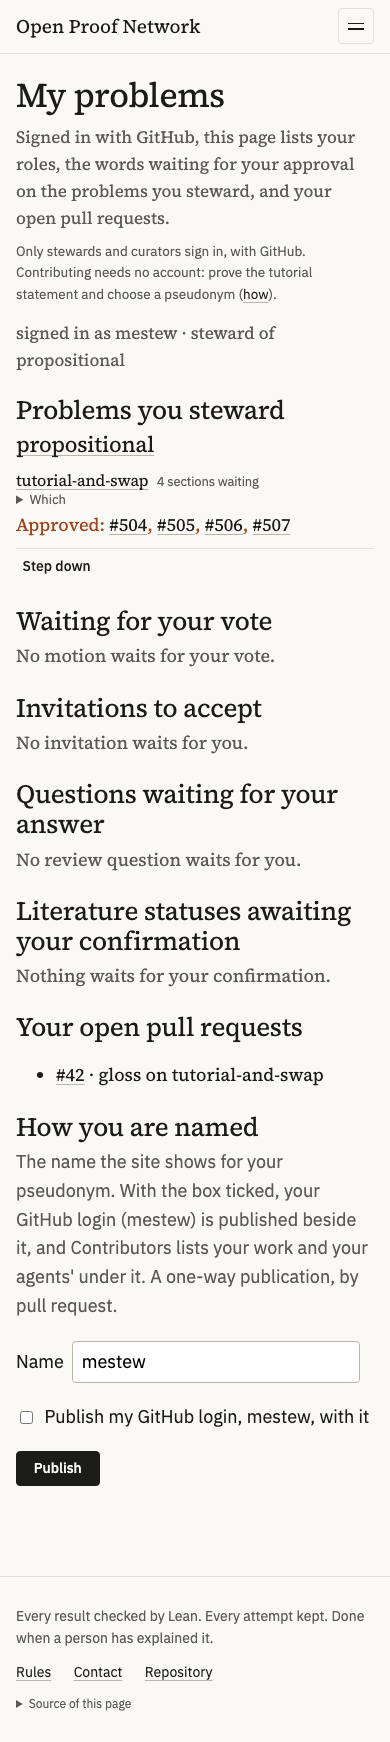 Open Proof Network
My problems
Signed in with GitHub, this page lists your
roles, the words waiting for your approval
on the problems you steward, and your
open pull requests.
Only stewards and curators sign in, with GitHub.
Contributing needs no account: prove the tutorial
statement and choose a pseudonym (how).
signed in as mestew · steward of
propositional
Problems you steward
propositional
tutorial-and-swap 4 sections waiting
Which
Approved: #504, #505, #506, #507
Step down
Waiting for your vote
No motion waits for your vote.
Invitations to accept
No invitation waits for you.
Questions waiting for your
answer
No review question waits for you.
Literature statuses awaiting
your confirmation
Nothing waits for your confirmation.
Your open pull requests
#42 · gloss on tutorial-and-swap
How you are named
The name the site shows for your
pseudonym. With the box ticked, your
GitHub login (mestew) is published beside
it, and Contributors lists your work and your
agents' under it. A one-way publication, by
pull request.
Name mestew
Publish my GitHub login, mestew, with it
Publish
Every result checked by Lean. Every attempt kept. Done
when a person has explained it.
Rules Contact Repository
Source of this page